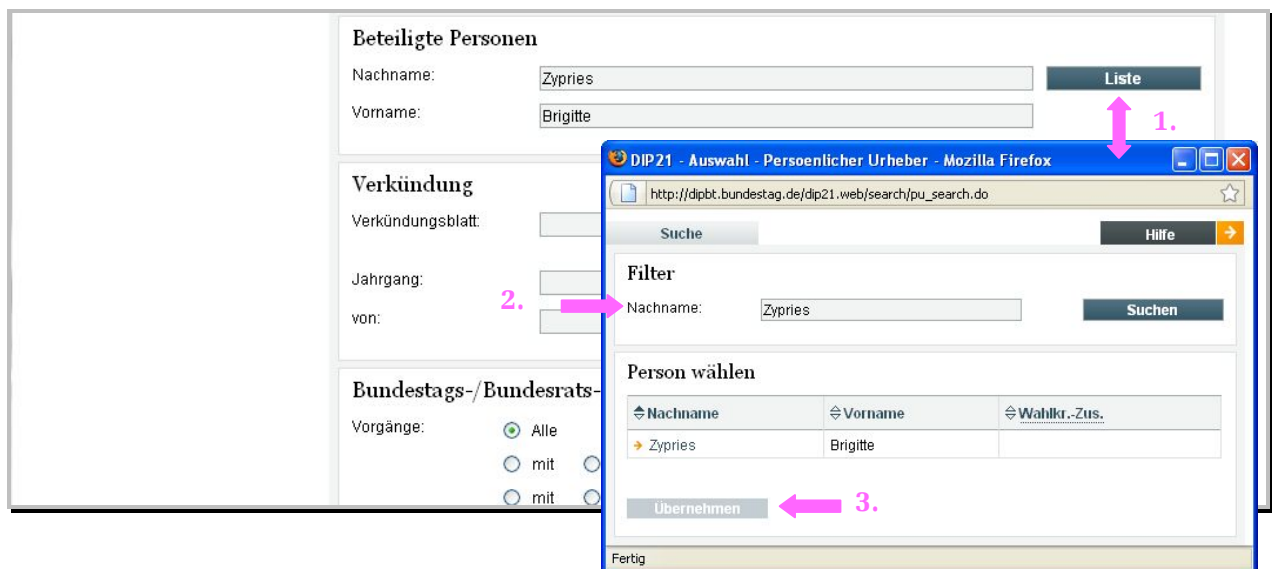 Beteiligte Personen
Nachname: Zypries Liste
Vorname: Brigitte
1.
DIP21 - Auswahl - Persoenlicher Urheber - Mozilla Firefox
http://dipbt.bundestag.de/dip21.web/search/pu_search.do
Verkündung
Verkündungsblatt:
Jahrgang:
von:
Suche Hilfe
Filter
2. Nachname: Zypries Suchen
Person wählen
Nachname Vorname Wahlkr.-Zus.
Zypries Brigitte
Übernehmen 3.
Fertig
Bundestags-/Bundesrats-
Vorgänge: Alle
mit
mit